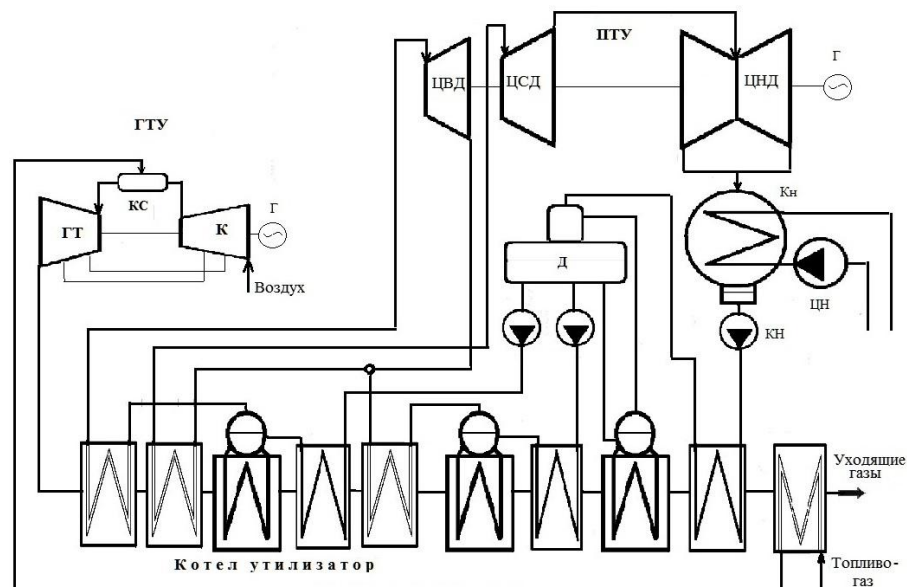 ПТУ
Г
ЦВД
ЦСД
ЦНД
ГТУ
КС
Кн
Г
ГТ
К
Д
Воздух
ЦН
КН
Уходящие
газы
Котел утилизатор
Топливо-
газ